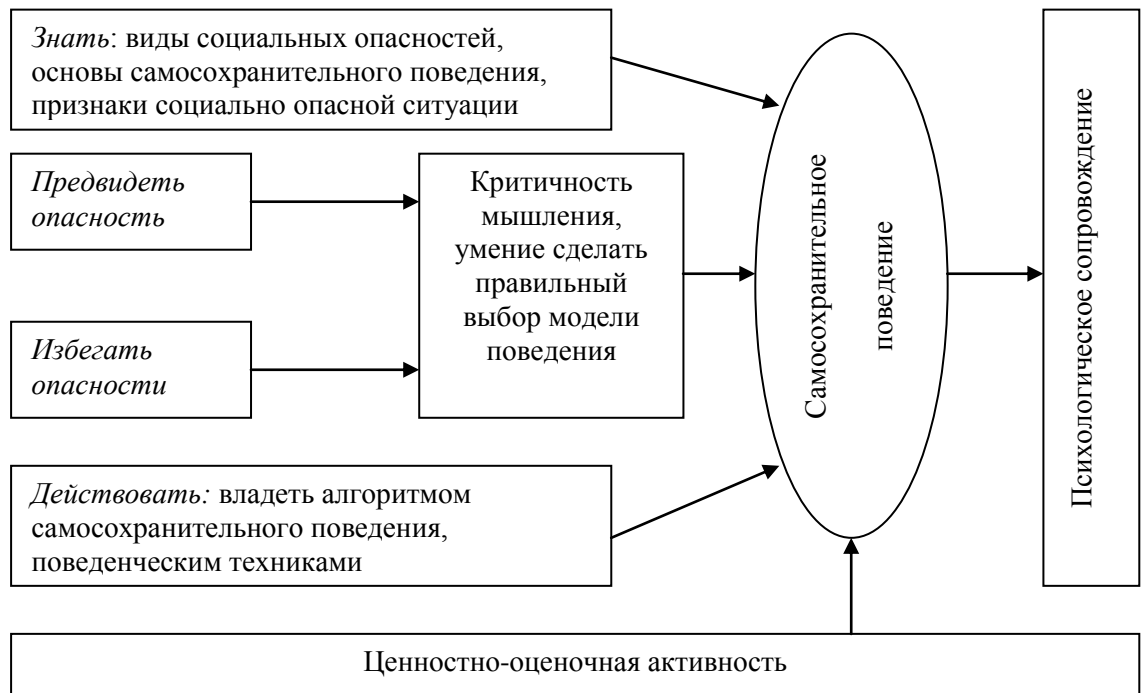 Знать: виды социальных опасностей,
основы самосохранительного поведения,
признаки социально опасной ситуации
Предвидеть
опасность
Избегать
опасности
Критичность
мышления,
умение сделать
правильный
выбор модели
поведения
Действовать: владеть алгоритмом
самосохранительного поведения,
поведенческим техниками
Самосохранительное
поведение
Психологическое сопровождение
Ценностно-оценочная активность